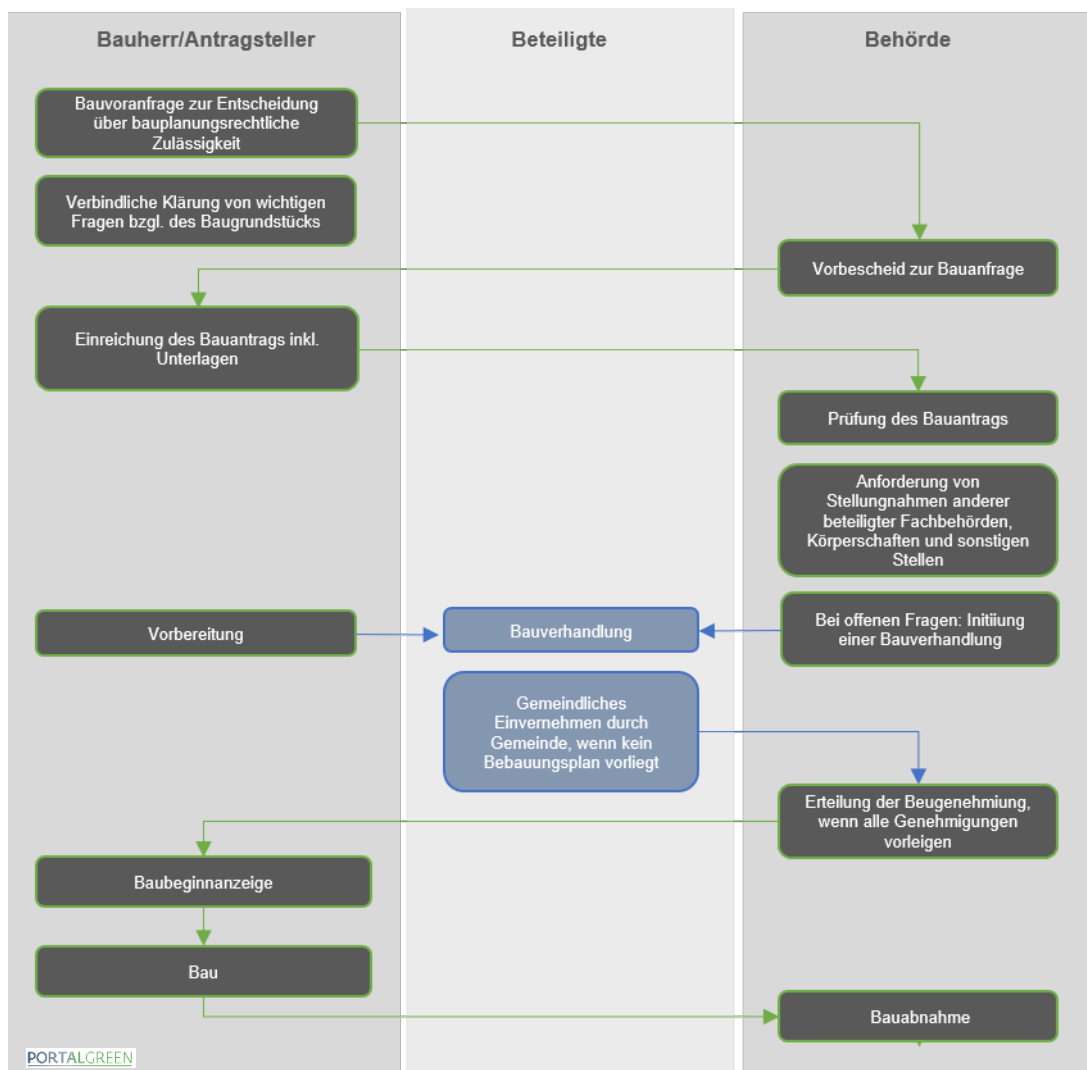 Bauherr/Antragsteller
Beteiligte
Behörde
Bauvoranfrage zur Entscheidung
über bauplanungsrechtliche
Zulässigkeit
Verbindliche Klärung von wichtigen
Fragen bzgl. des Baugrundstücks
Vorbescheid zur Bauanfrage
Einreichung des Bauantrags inkl.
Unterlagen
Prüfung des Bauantrags
Anforderung von
Stellungnahmen anderer
beteiligter Fachbehörden,
Körperschaften und sonstigen
Stellen
Vorbereitung
Bauverhandlung
Bei offenen Fragen: Initiiung
einer Bauverhandlung
Gemeindliches
Einvernehmen durch
Gemeinde, wenn kein
Bebauungsplan vorliegt
Erteilung der Beugenehmiung,
wenn alle Genehmigungen
vorleigen
Baubeginnanzeige
Bau
Bauabnahme
PORTALGREEN